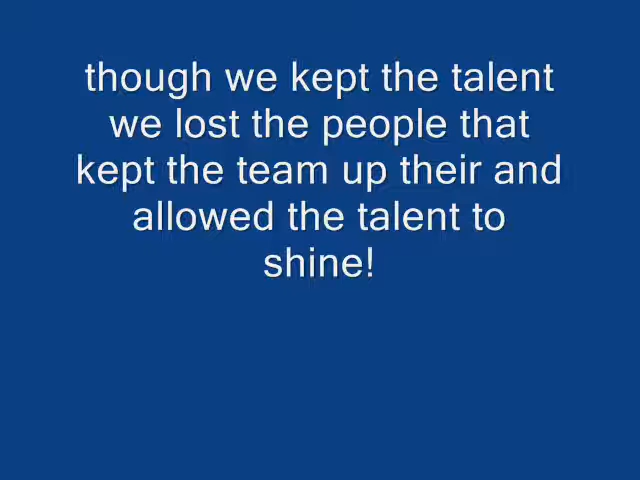 though we kept the talent
we lost the people that
kept the team up their and
allowed the talent to
shine!